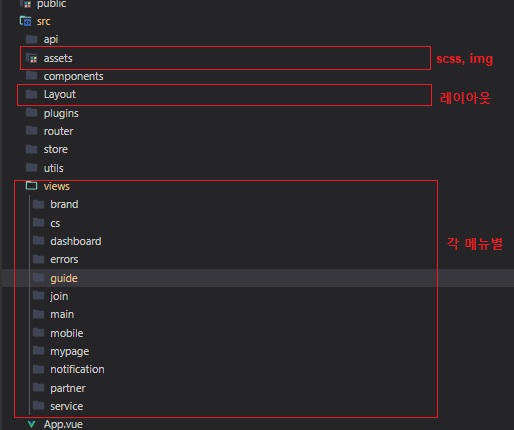 public
src
api
assets
scss, img
components
Layout
레이아웃
plugins
router
store
utils
views
brand
cs
dashboard
각 메뉴별
errors
guide
join
main
mobile
mypage
notification
partner
service
App.vue